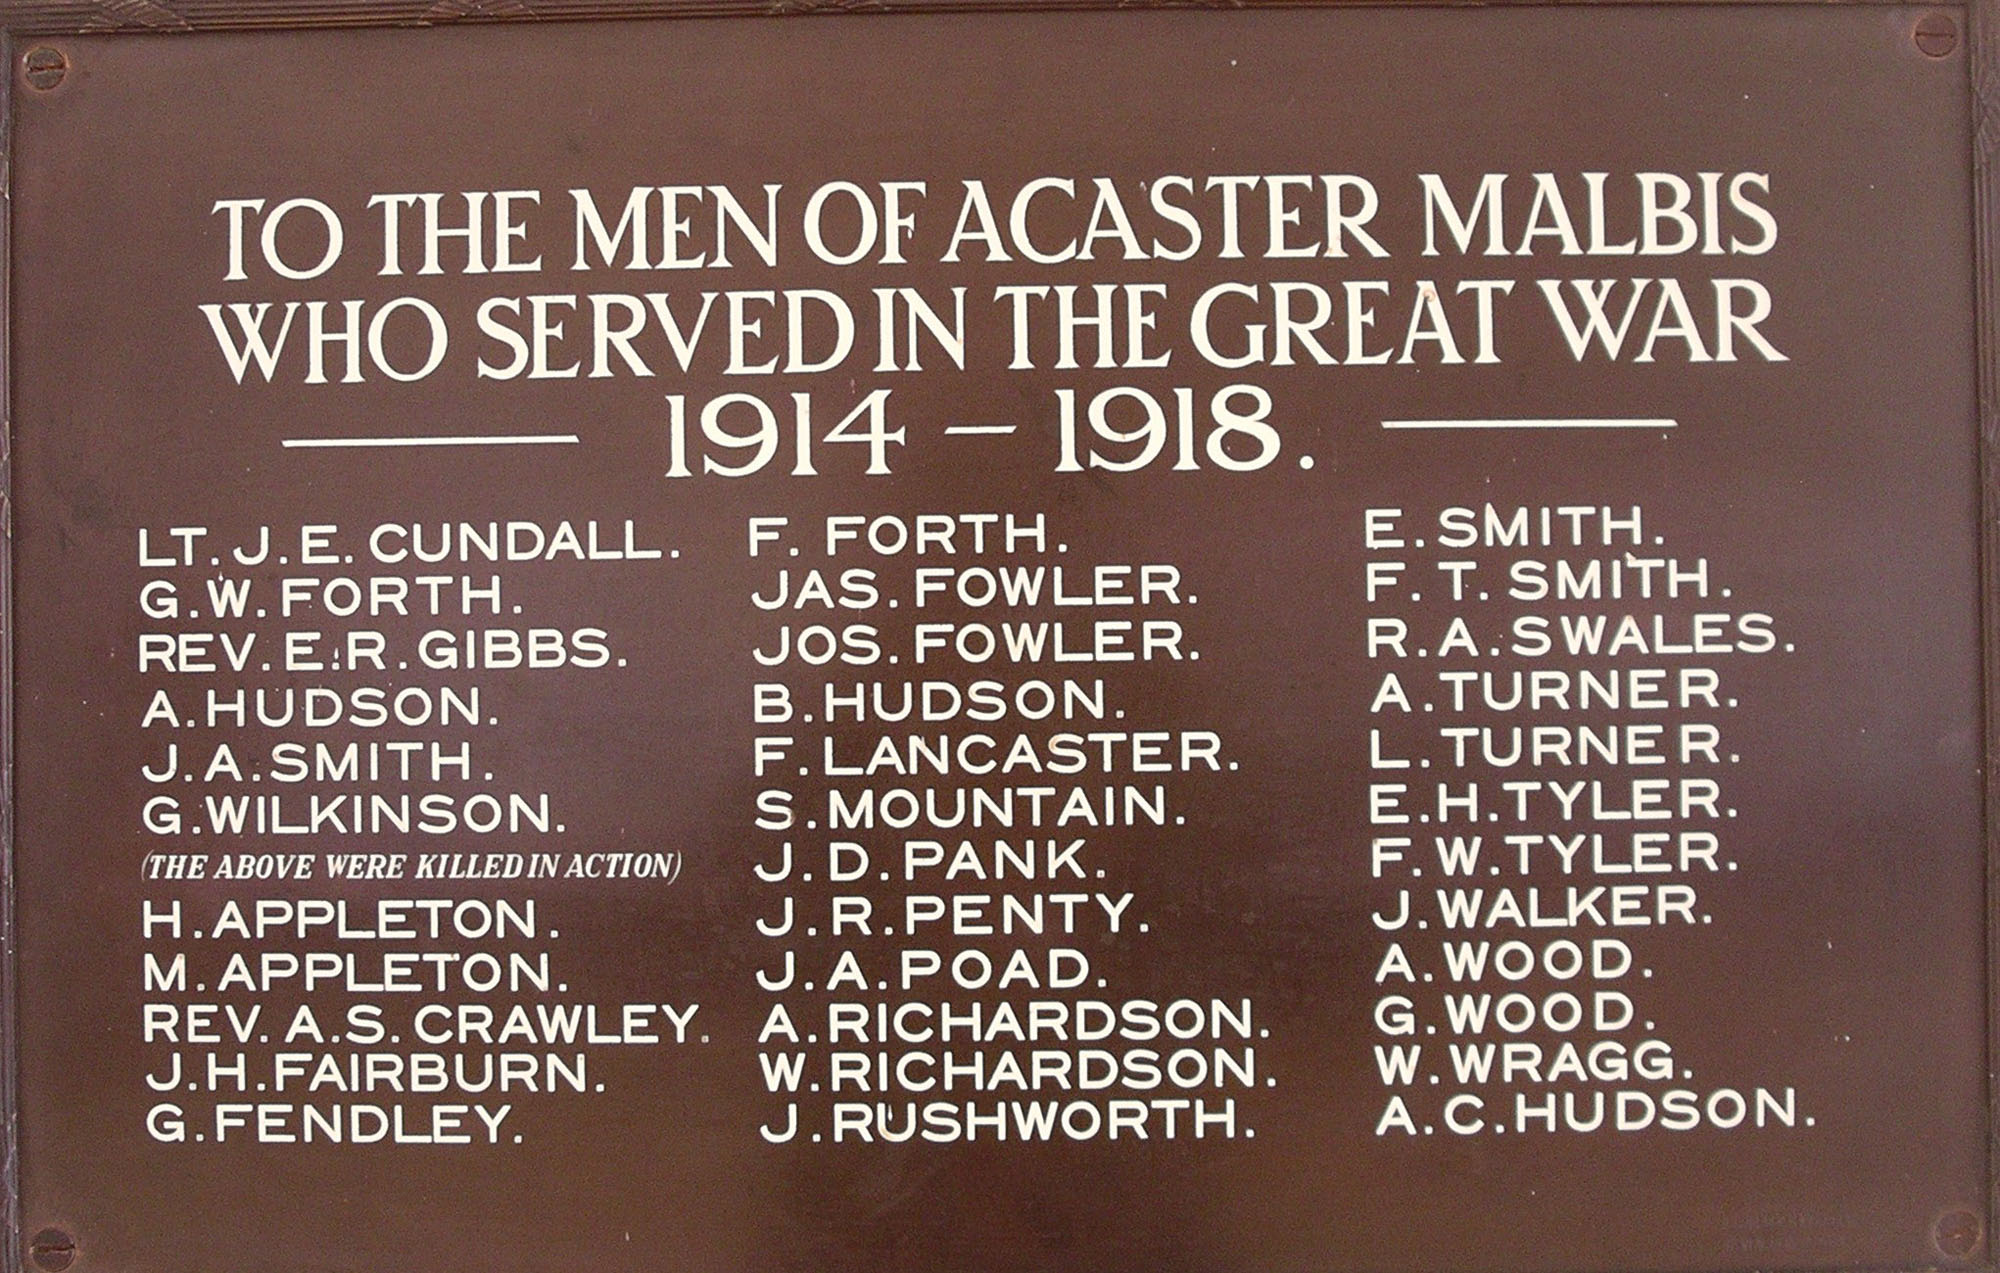 TO THE MEN OF ACASTER MALBIS
WHO SERVED IN THE GREAT WAR
1914 – 1918.
LT. J. E. CUNDALL.
G. W. FORTH.
REV. E. R. GIBBS.
A. HUDSON.
J. A. SMITH.
G. WILKINSON.
(THE ABOVE WERE KILLED IN ACTION)
H. APPLETON.
M. APPLETON.
REV. A. S. CRAWLEY.
J. H. FAIRBURN.
G. FENDLEY.
F. FORTH.
JAS. FOWLER.
JOS. FOWLER.
B. HUDSON.
F. LANCASTER.
S. MOUNTAIN.
J. D. PANK.
J. R. PENTY.
J. A. POAD.
A. RICHARDSON.
W. RICHARDSON.
J. RUSHWORTH.
E. SMITH.
F. T. SMITH.
R. A. SWALES.
A. TURNER.
L. TURNER.
E. H. TYLER.
F. W. TYLER.
J. WALKER.
A. WOOD.
G. WOOD.
W. WRAGG.
A. C. HUDSON.